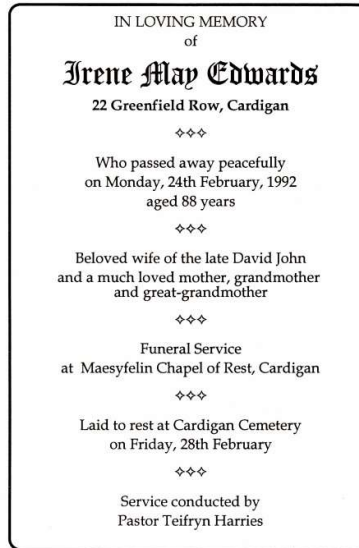 IN LOVING MEMORY
of
Irene May Edwards
22 Greenfield Row, Cardigan
Who passed away peacefully
on Monday, 24th February, 1992
aged 88 years
Beloved wife of the late David John
and a much loved mother, grandmother
and great-grandmother
Funeral Service
at Maesyfelin Chapel of Rest, Cardigan
Laid to rest at Cardigan Cemetery
on Friday, 28th February
Service conducted by
Pastor Teifryn Harries